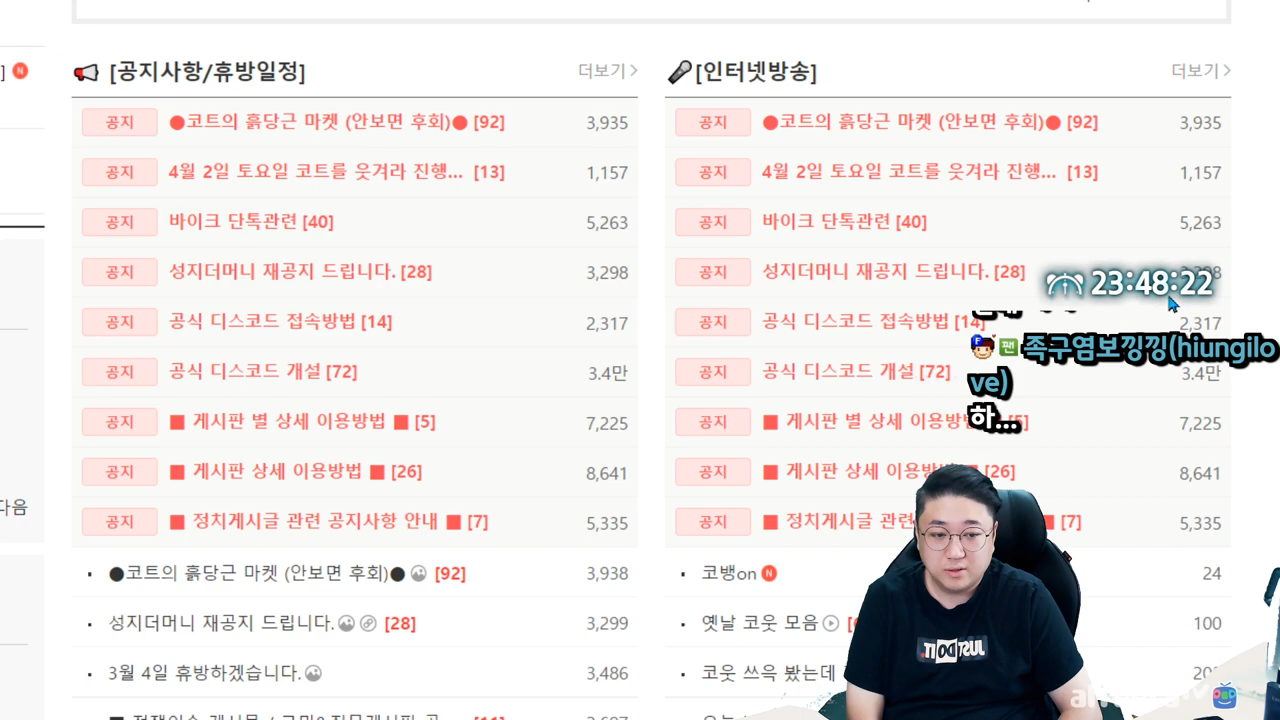 [공지사항/휴방일정]
더보기
공지 ●코트의 흙당근 마켓 (안보면 후회)● [92] 3,935
공지 4월 2일 토요일 코트를 웃겨라 진행... [13] 1,157
공지 바이크 단톡관련 [40] 5,263
공지 성지더머니 재공지 드립니다. [28] 3,298
공지 공식 디스코드 접속방법 [14] 2,317
공지 공식 디스코드 개설 [72] 3.4만
공지 ■ 게시판 별 상세 이용방법 ■ [5] 7,225
공지 ■ 게시판 상세 이용방법 ■ [26] 8,641
공지 ■ 정치게시글 관련 공지사항 안내 ■ [7] 5,335
●코트의 흙당근 마켓 (안보면 후회)● [92] 3,938
성지더머니 재공지 드립니다. [28] 3,299
3월 4일 휴방하겠습니다. 3,486
[인터넷방송]
더보기
공지 ●코트의 흙당근 마켓 (안보면 후회)● [92] 3,935
공지 4월 2일 토요일 코트를 웃겨라 진행... [13] 1,157
공지 바이크 단톡관련 [40] 5,263
공지 성지더머니 재공지 드립니다. [28]
공지 공식 디스코드 접속방법 [14] 2,317
공지 공식 디스코드 개설 [72] 3.4만
공지 ■ 게시판 별 상세 이용방법 [5] 7,225
공지 ■ 게시판 상세 이용방법 ■ [26] 8,641
공지 ■ 정치게시글 관련 ■ [7] 5,335
코뱅on N 24
옛날 코웃 모음 100
코웃 쓰윽 봤는데
23:48:22
F 팬 족구염보낑낑(hiungilo
ve)
하...
다음
N
JUST DO IT.